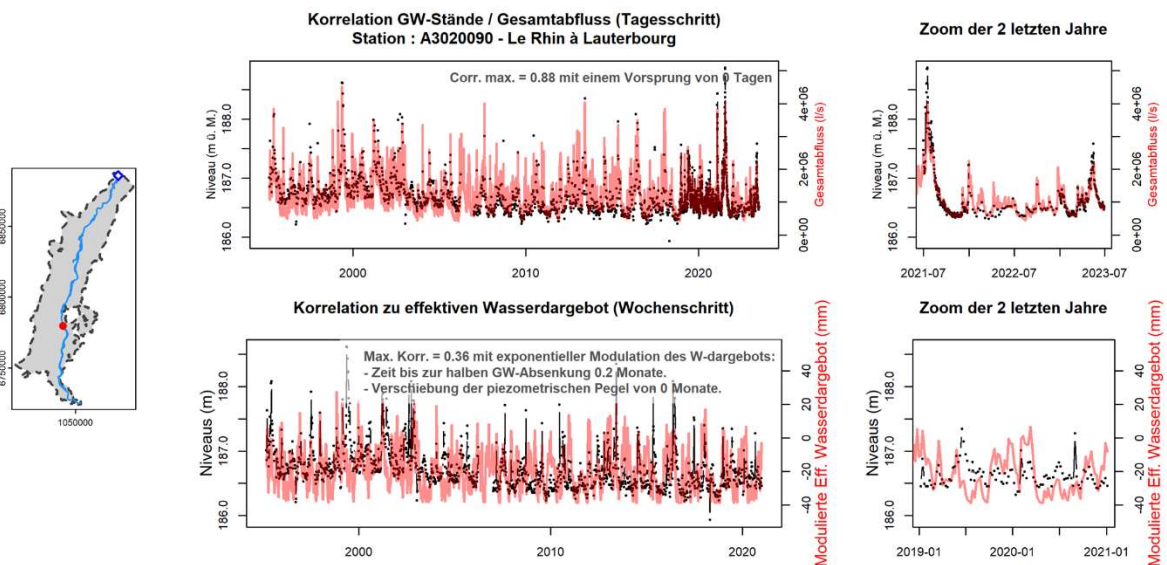 Korrelation GW-Stände / Gesamtabfluss (Tagesschritt)
Station : A3020090 - Le Rhin à Lauterbourg
Corr. max. = 0.88 mit einem Vorsprung von 0 Tagen
Niveau (m ü. M.)
186.0 187.0 188.0
0e+00 2e+06 4e+06
Gesamtabfluss (l/s)
2000 2010 2020
Zoom der 2 letzten Jahre
Niveau (m ü. M.)
186.0 187.0 188.0
0e+00 2e+06 4e+06
Gesamtabfluss (l/s)
2021-07 2022-07 2023-07
6750000 6800000 6850000
1050000
Korrelation zu effektiven Wasserdargebot (Wochenschritt)
Max. Korr. = 0.36 mit exponentieller Modulation des W-dargebots:
- Zeit bis zur halben GW-Absenkung 0.2 Monate.
- Verschiebung der piezometrischen Pegel von 0 Monate.
Niveaus (m)
186.0 187.0 188.0
-40 -20 0 20 40
Modulierte Eff. Wasserdargebot (mm)
2000 2010 2020
Zoom der 2 letzten Jahre
Niveaus (m)
186.0 187.0 188.0
-40 -20 0 20 40
Modulierte Eff. Wasserdargebot (mm)
2019-01 2020-01 2021-01